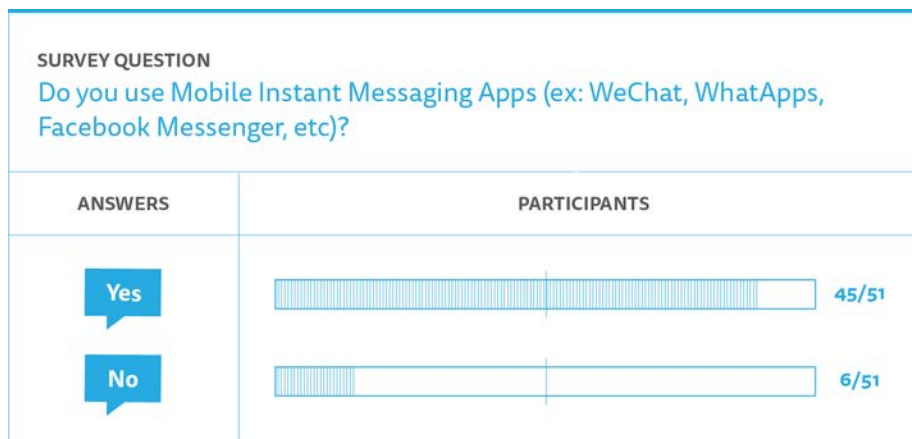 SURVEY QUESTION
Do you use Mobile Instant Messaging Apps (ex: WeChat, WhatApps,
Facebook Messenger, etc)?
ANSWERS
PARTICIPANTS
Yes
45/51
No
6/51